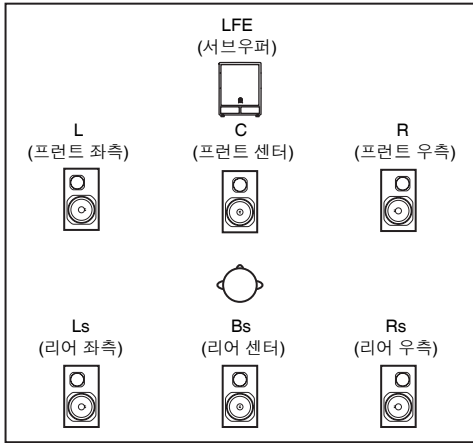 LFE
(서브우퍼)
L
(프런트 좌측)
C
(프런트 센터)
R
(프런트 우측)
Ls
(리어 좌측)
Bs
(리어 센터)
Rs
(리어 우측)